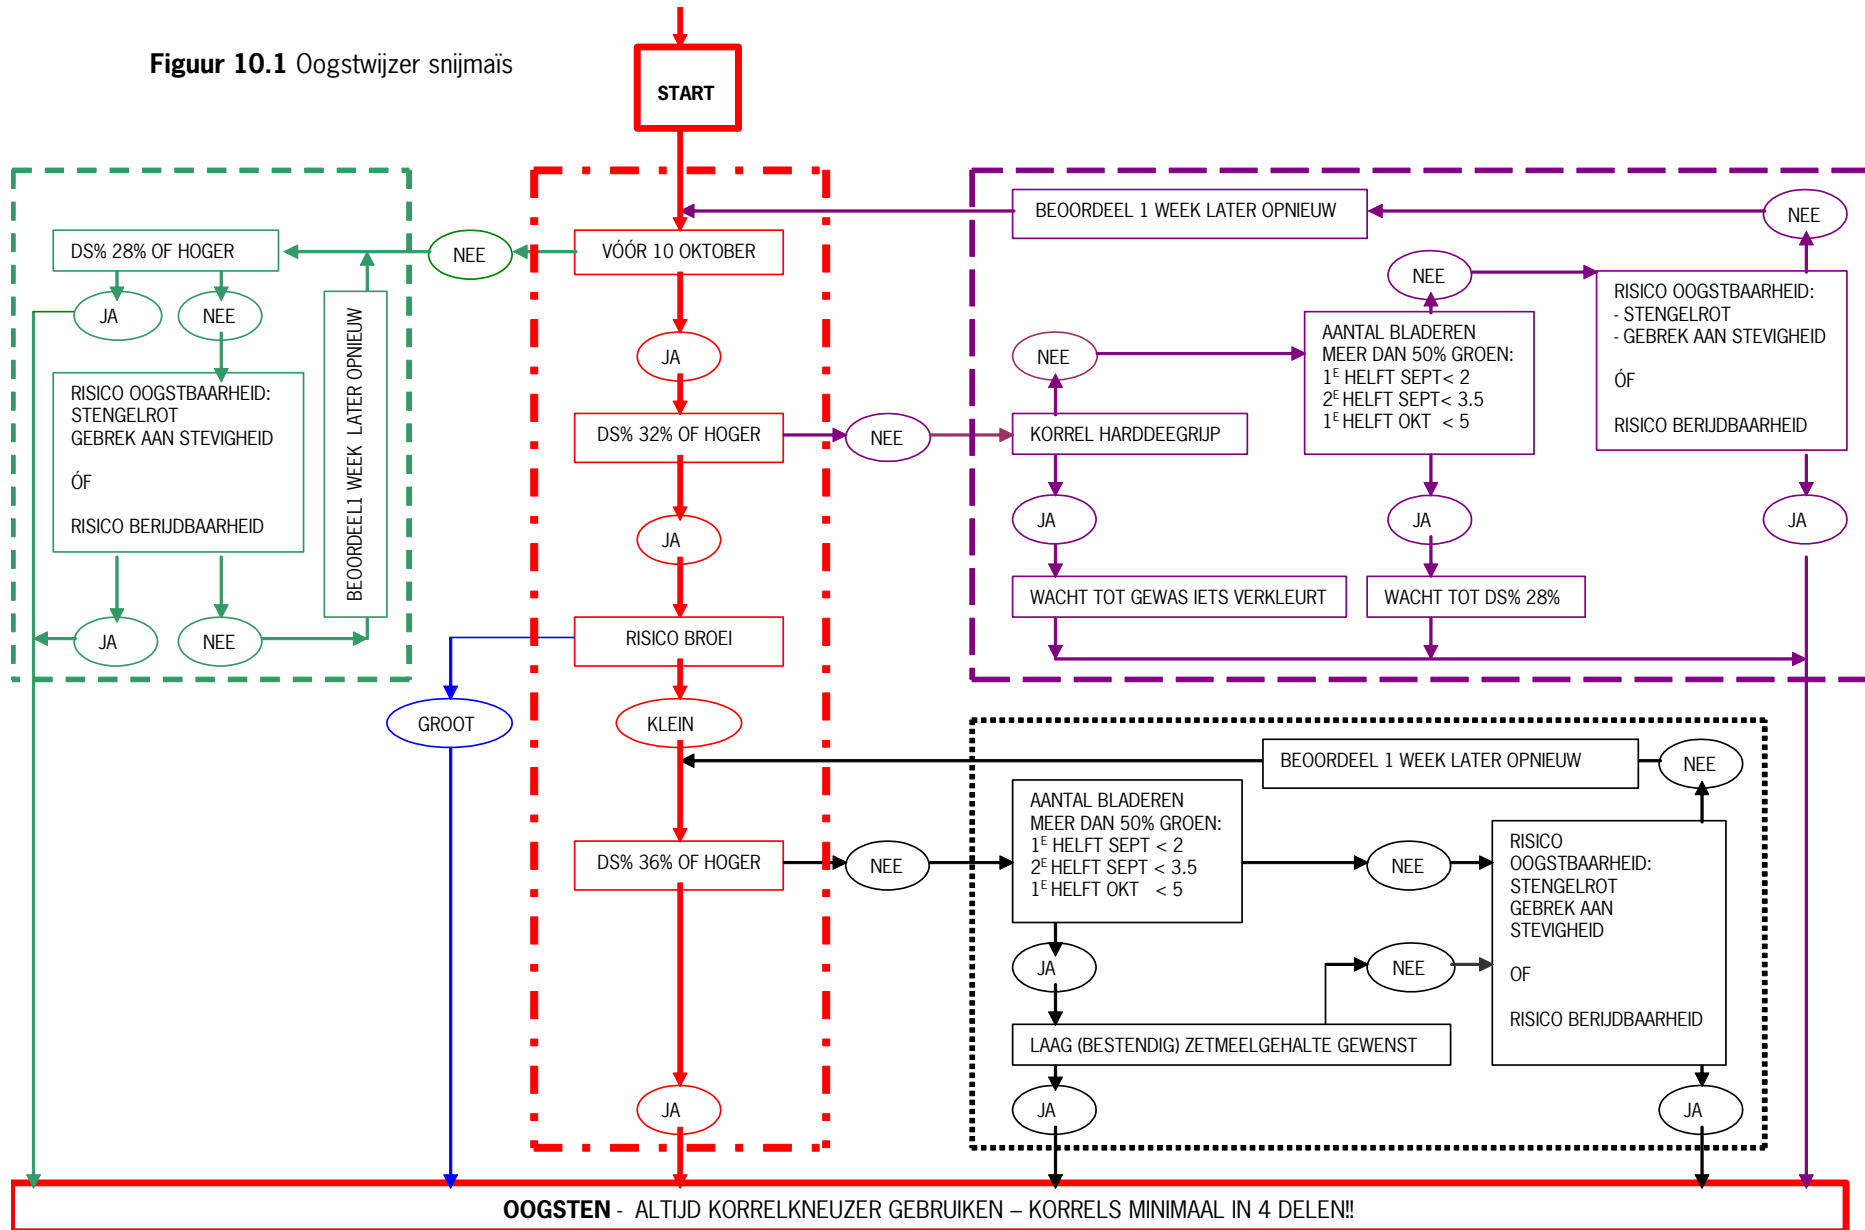 Figuur 10.1 Oogstwijzer snijmaïs
START
VÓÓR 10 OKTOBER
NEE
DS% 28% OF HOGER
JA
NEE
RISICO OOGSTBAARHEID:
STENGELROT
GEBREK AAN STEVIGHEID
ÓF
RISICO BERIJDBAARHEID
JA
NEE
BEOORDEEL1 WEEK LATER OPNIEUW
JA
DS% 32% OF HOGER
JA
RISICO BROEI
GROOT
KLEIN
DS% 36% OF HOGER
JA
NEE
KORREL HARDDEEGRIJP
NEE
JA
WACHT TOT GEWAS IETS VERKLEURT
AANTAL BLADEREN
MEER DAN 50% GROEN:
1E HELFT SEPT< 2
2E HELFT SEPT< 3.5
1E HELFT OKT < 5
NEE
JA
WACHT TOT DS% 28%
RISICO OOGSTBAARHEID:
- STENGELROT
- GEBREK AAN STEVIGHEID
ÓF
RISICO BERIJDBAARHEID
NEE
JA
BEOORDEEL 1 WEEK LATER OPNIEUW
NEE
AANTAL BLADEREN
MEER DAN 50% GROEN:
1E HELFT SEPT < 2
2E HELFT SEPT < 3.5
1E HELFT OKT < 5
NEE
JA
LAAG (BESTENDIG) ZETMEELGEHALTE GEWENST
NEE
JA
RISICO
OOGSTBAARHEID:
STENGELROT
GEBREK AAN
STEVIGHEID
OF
RISICO BERIJDBAARHEID
NEE
JA
BEOORDEEL 1 WEEK LATER OPNIEUW
OOGSTEN - ALTIJD KORRELKNEUZER GEBRUIKEN – KORRELS MINIMAAL IN 4 DELEN!!